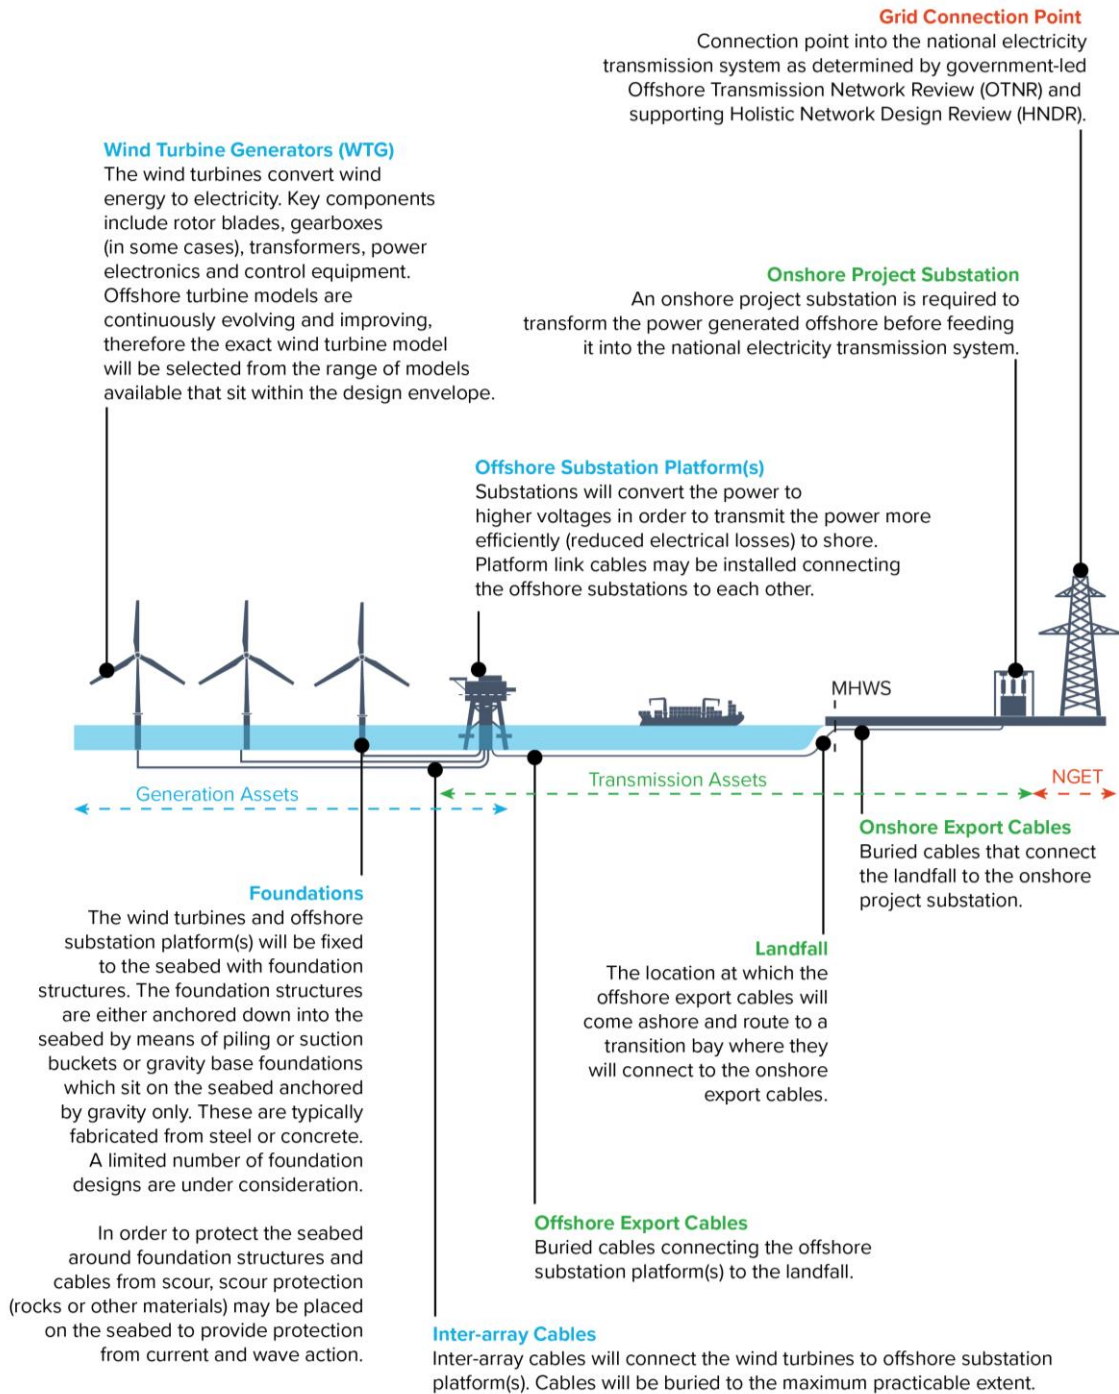 Grid Connection Point
Connection point into the national electricity
transmission system as determined by government-led
Offshore Transmission Network Review (OTNR) and
supporting Holistic Network Design Review (HNDR).
Wind Turbine Generators (WTG)
The wind turbines convert wind
energy to electricity. Key components
include rotor blades, gearboxes
(in some cases), transformers, power
electronics and control equipment.
Offshore turbine models are
continuously evolving and improving,
therefore the exact wind turbine model
will be selected from the range of models
available that sit within the design envelope.
Onshore Project Substation
An onshore project substation is required to
transform the power generated offshore before feeding
it into the national electricity transmission system.
Offshore Substation Platform(s)
Substations will convert the power to
higher voltages in order to transmit the power more
efficiently (reduced electrical losses) to shore.
Platform link cables may be installed connecting
the offshore substations to each other.
MHWS
Generation Assets
Transmission Assets
NGET
Onshore Export Cables
Buried cables that connect
the landfall to the onshore
project substation.
Foundations
The wind turbines and offshore
substation platform(s) will be fixed
to the seabed with foundation
structures. The foundation structures
are either anchored down into the
seabed by means of piling or suction
buckets or gravity base foundations
which sit on the seabed anchored
by gravity only. These are typically
fabricated from steel or concrete.
A limited number of foundation
designs are under consideration.
In order to protect the seabed
around foundation structures and
cables from scour, scour protection
(rocks or other materials) may be placed
on the seabed to provide protection
from current and wave action.
Landfall
The location at which the
offshore export cables will
come ashore and route to a
transition bay where they
will connect to the onshore
export cables.
Offshore Export Cables
Buried cables connecting the offshore
substation platform(s) to the landfall.
Inter-array Cables
Inter-array cables will connect the wind turbines to offshore substation
platform(s). Cables will be buried to the maximum practicable extent.